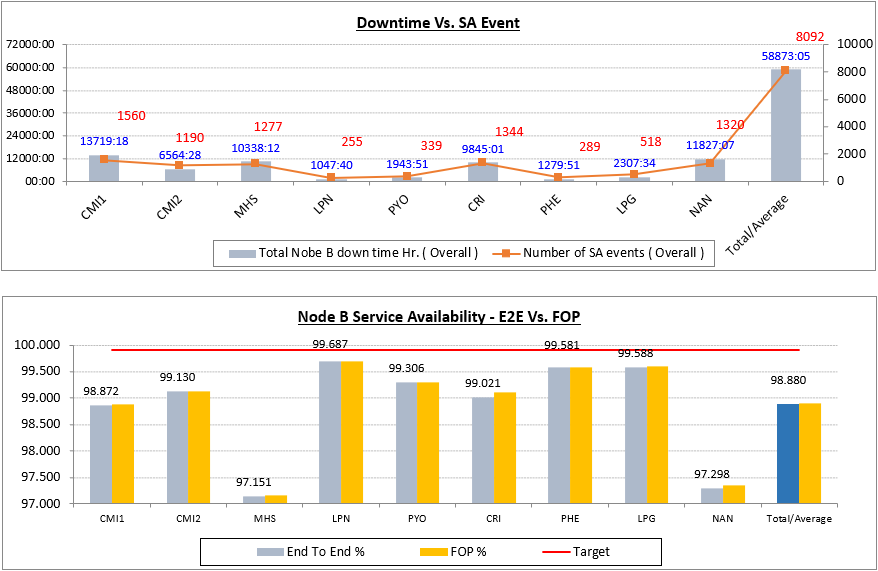 Downtime Vs. SA Event
72000:00
60000:00
48000:00
36000:00
24000:00
12000:00
00:00
10000
8000
6000
4000
2000
0
1560
1190
1277
255
339
1344
289
518
1320
8092
13719:18
6564:28
10338:12
1047:40
1943:51
9845:01
1279:51
2307:34
11827:07
58873:05
CMI1
CMI2
MHS
LPN
PYO
CRI
PHE
LPG
NAN
Total/Average
Total Nobe B down time Hr. ( Overall )
Number of SA events ( Overall )
Node B Service Availability - E2E Vs. FOP
100.000
99.500
99.000
98.500
98.000
97.500
97.000
98.872
99.130
97.151
99.687
99.306
99.021
99.581
99.588
97.298
98.880
CMI1
CMI2
MHS
LPN
PYO
CRI
PHE
LPG
NAN
Total/Average
End To End %
FOP %
Target